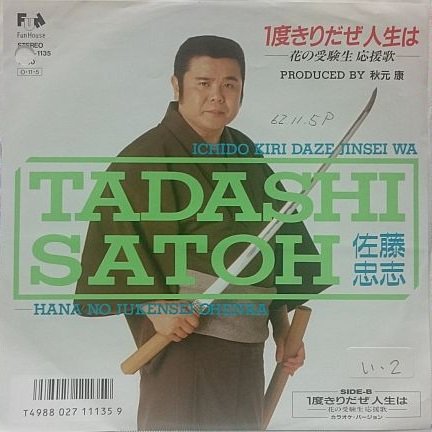 FUN
FunHouse
STEREO
1135
1度きりだぜ人生は
花の受験生 応援歌
PRODUCED BY 秋元 康
62.11.5P
ICHIDO KIRI DAZE JINSEI WA
TADASHI
SATOH
佐藤
忠志
HANA NO JUKENSEI OHENKA
い・2
T4988 027 11135 9
SIDE-B
1度きりだぜ人生は
花の受験生 応援歌
カラオケ・バージョン